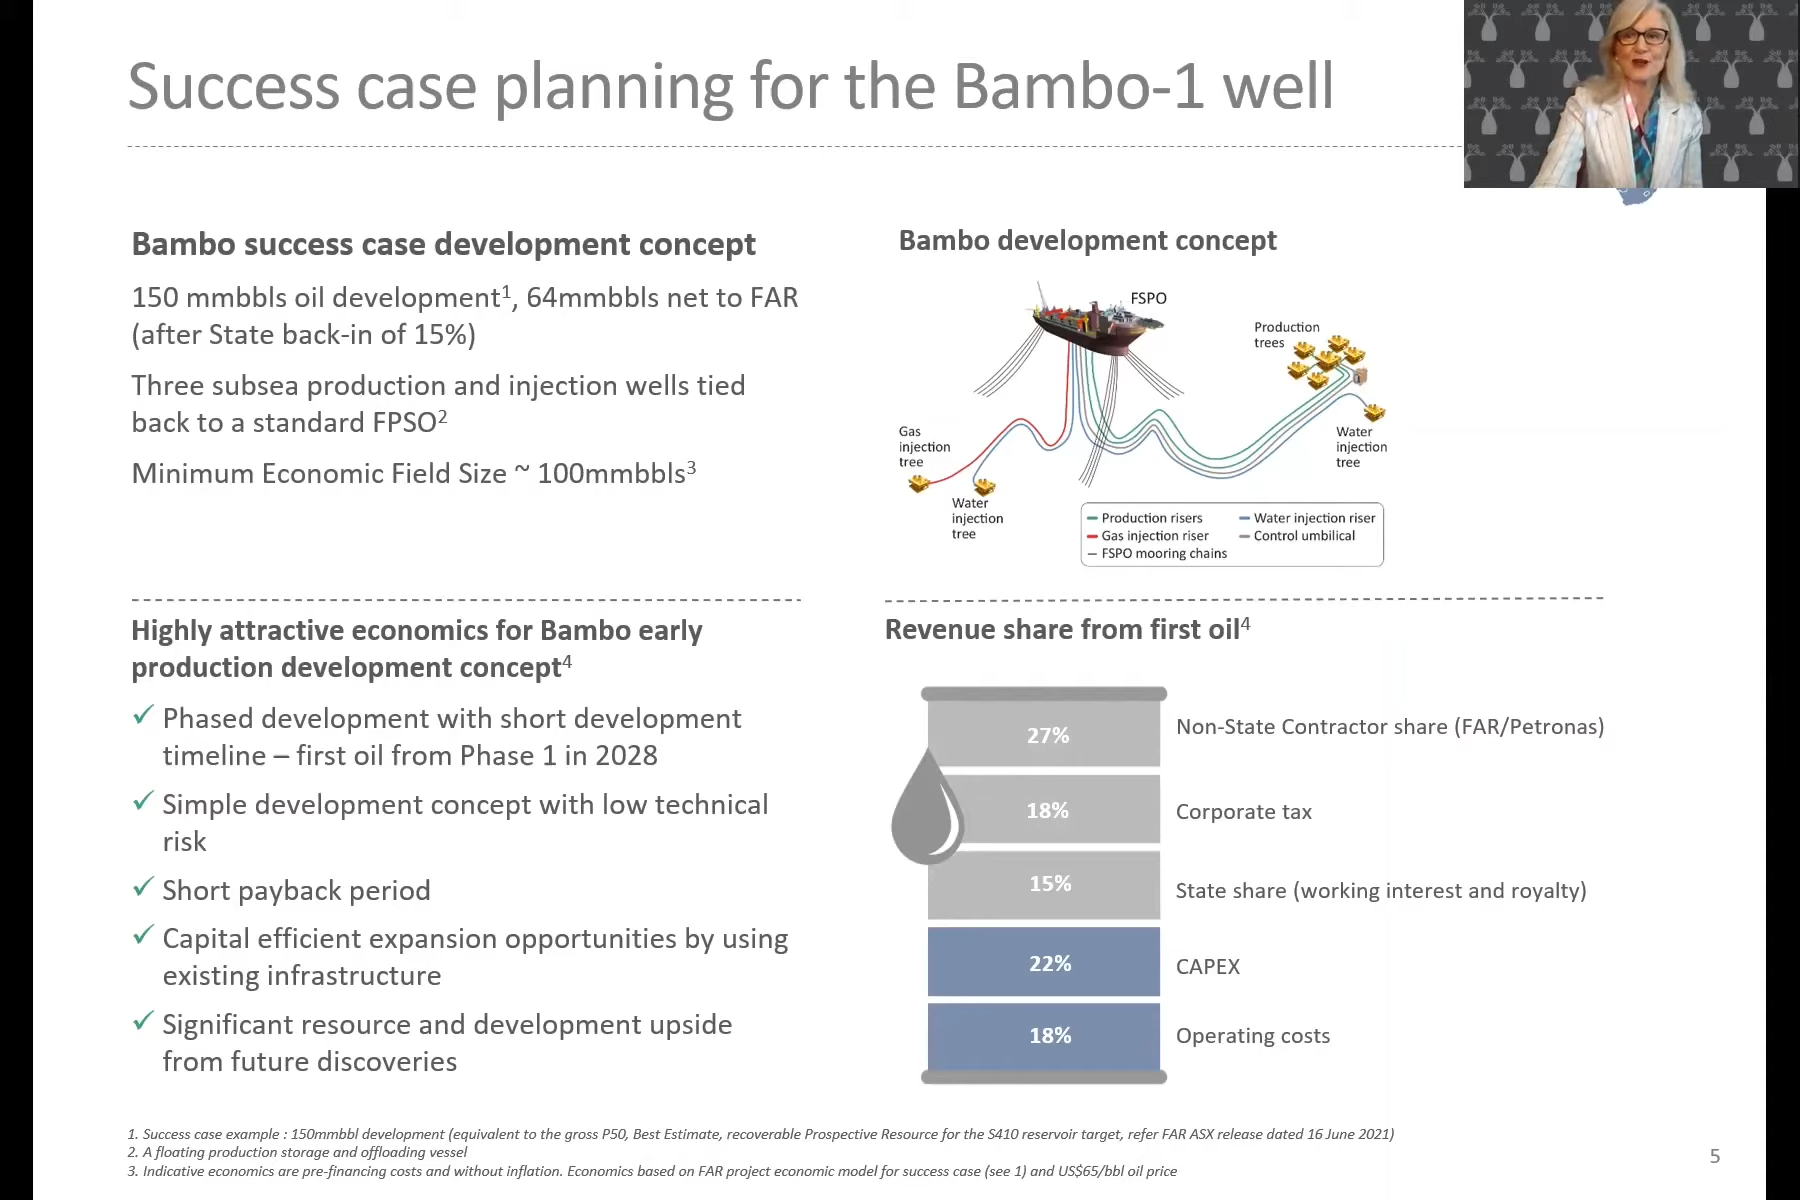 Success case planning for the Bambo-1 well
Bambo success case development concept
150 mmbbls oil development1, 64mmbbls net to FAR
(after State back-in of 15%)
Three subsea production and injection wells tied
back to a standard FPSO2
Minimum Economic Field Size ~ 100mmbbls3
Bambo development concept
FSPO
Production
trees
Gas
injection
tree
Water
injection
tree
Water
injection
tree
Production risers
Water injection riser
Gas injection riser
Control umbilical
FSPO mooring chains
Highly attractive economics for Bambo early
production development concept4
✓ Phased development with short development
timeline – first oil from Phase 1 in 2028
✓ Simple development concept with low technical
risk
✓ Short payback period
✓ Capital efficient expansion opportunities by using
existing infrastructure
✓ Significant resource and development upside
from future discoveries
Revenue share from first oil4
27% Non-State Contractor share (FAR/Petronas)
18% Corporate tax
15% State share (working interest and royalty)
22% CAPEX
18% Operating costs
1. Success case example : 150mmbbl development (equivalent to the gross P50, Best Estimate, recoverable Prospective Resource for the S410 reservoir target, refer FAR ASX release dated 16 June 2021)
2. A floating production storage and offloading vessel
3. Indicative economics are pre-financing costs and without inflation. Economics based on FAR project economic model for success case (see 1) and US$65/bbl oil price
5